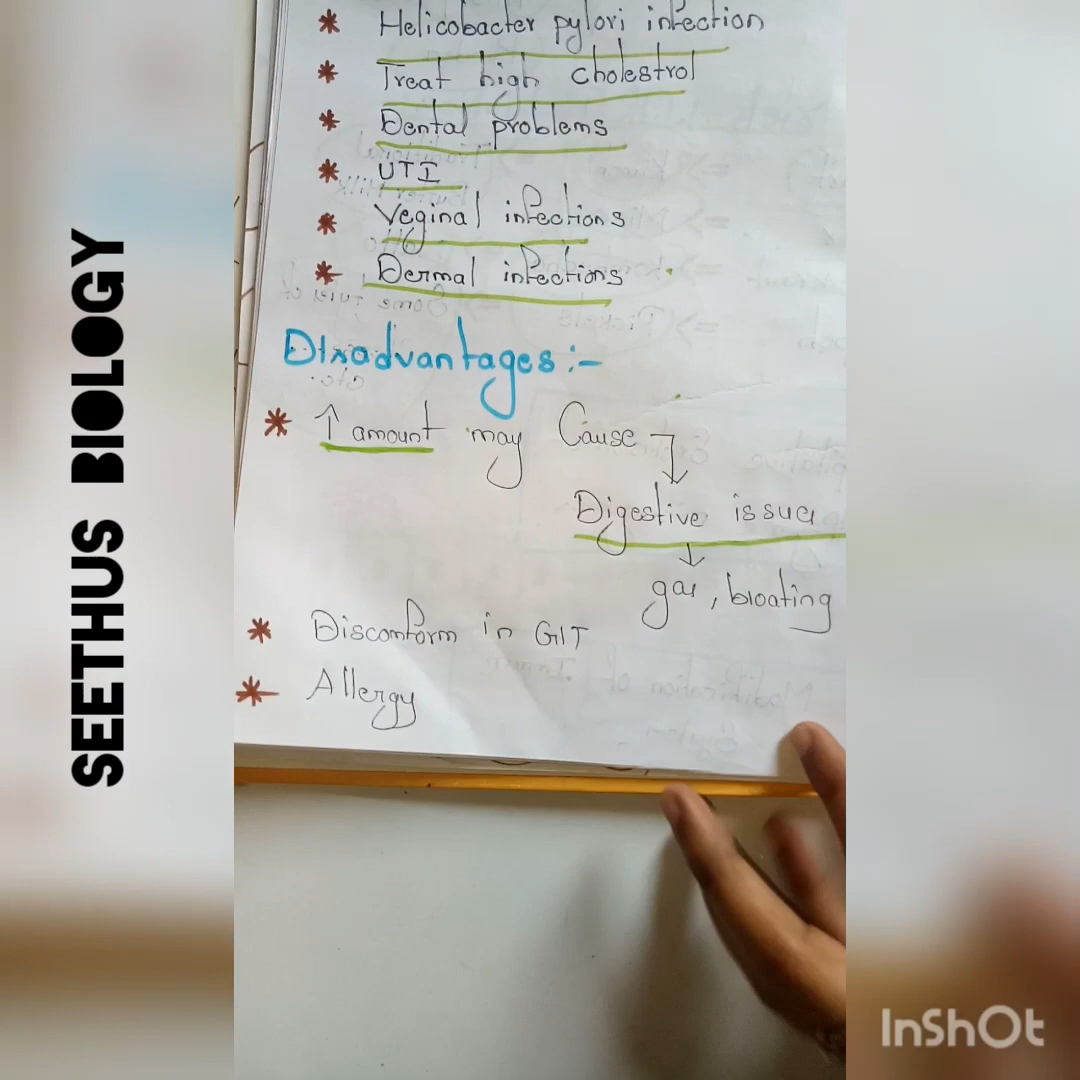 SEETHUS BIOLOGY
* Helicobacter pylori infection
* Treat high cholestrol
* Dental problems
* UTI
* Veginal infections
* Dermal infections
Disadvantages:-
* ↑ amount may Cause
Digestive issue
↓
gas, bloating
* Discomform in GIT
* Allergy
InShOt